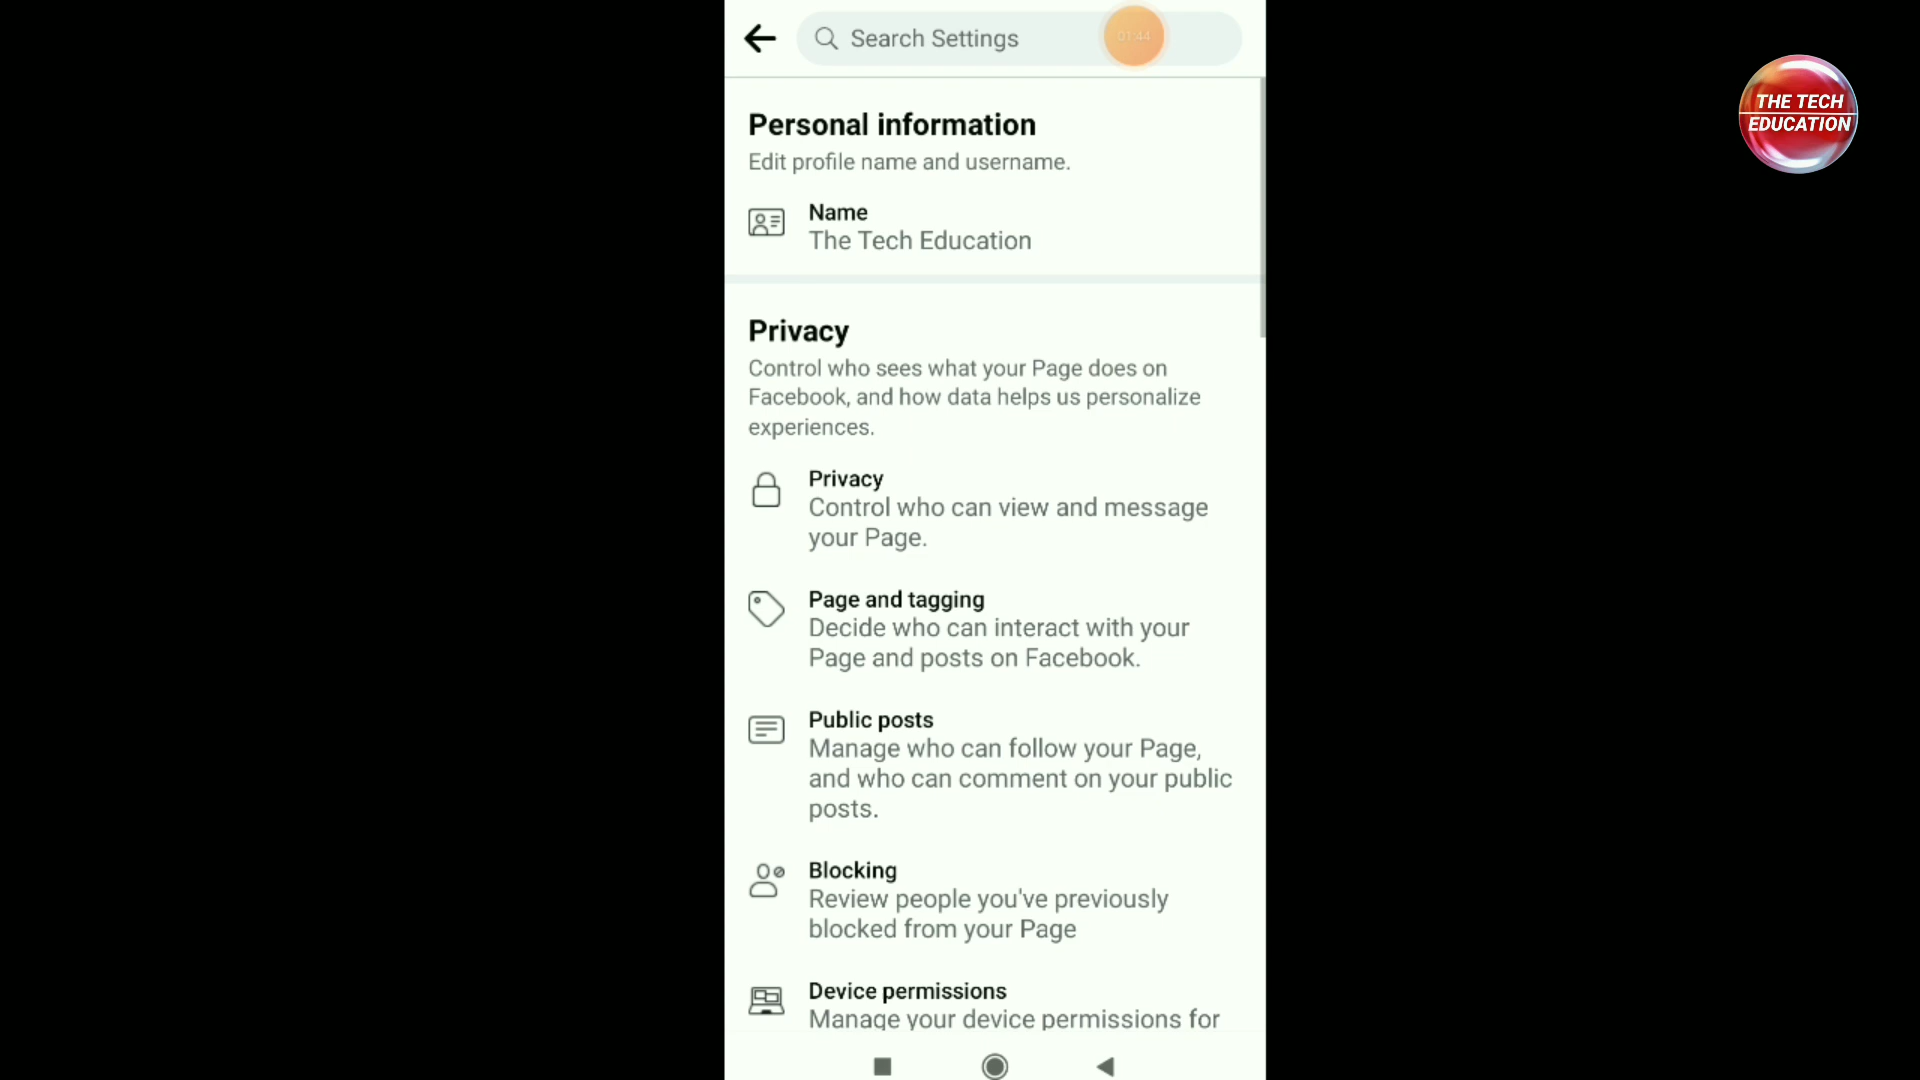 Search Settings
01:44
THE TECH
EDUCATION
Personal information
Edit profile name and username.
Name
The Tech Education
Privacy
Control who sees what your Page does on
Facebook, and how data helps us personalize
experiences.
Privacy
Control who can view and message
your Page.
Page and tagging
Decide who can interact with your
Page and posts on Facebook.
Public posts
Manage who can follow your Page,
and who can comment on your public
posts.
Blocking
Review people you've previously
blocked from your Page
Device permissions
Manage your device permissions for